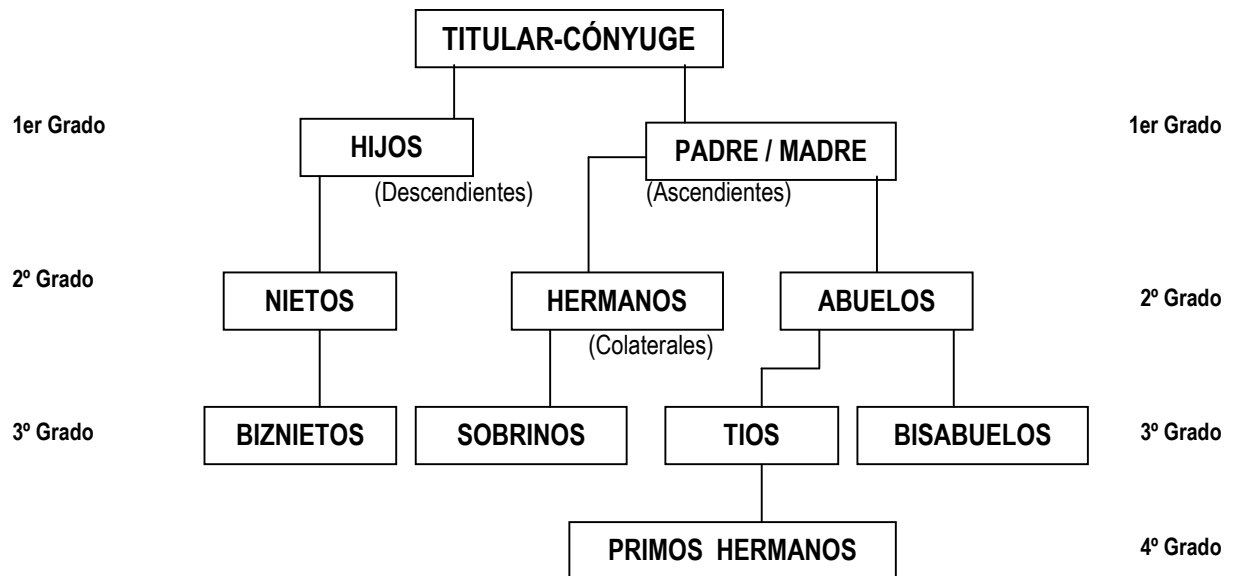 TITULAR-CÓNYUGE
1er Grado
HIJOS
PADRE / MADRE
1er Grado
(Descendientes)
(Ascendientes)
2º Grado
NIETOS
HERMANOS
ABUELOS
2º Grado
(Colaterales)
3º Grado
BIZNIETOS
SOBRINOS
TIOS
BISABUELOS
3º Grado
PRIMOS HERMANOS
4º Grado